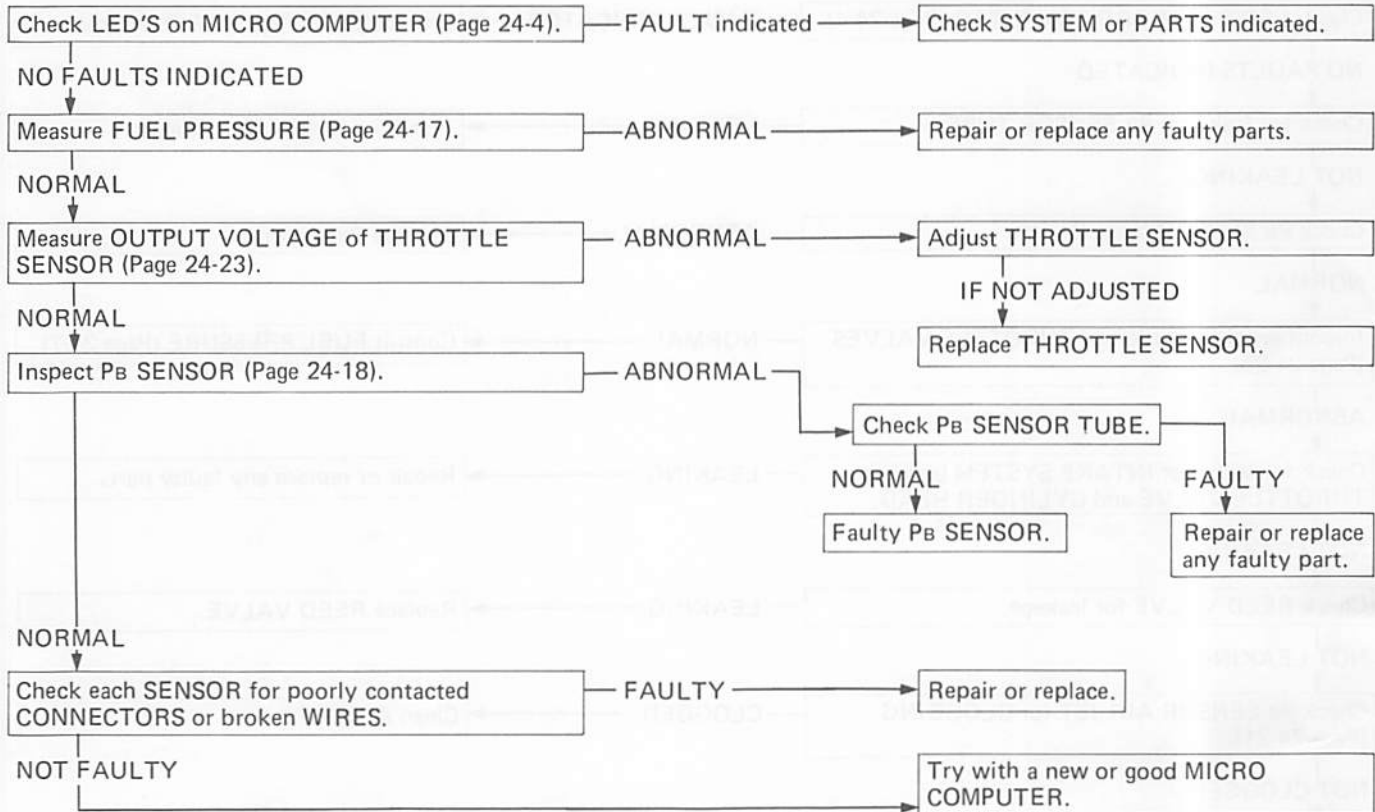 Check LED'S on MICRO COMPUTER (Page 24-4).
FAULT indicated
Check SYSTEM or PARTS indicated.
NO FAULTS INDICATED
Measure FUEL PRESSURE (Page 24-17).
ABNORMAL
Repair or replace any faulty parts.
NORMAL
Measure OUTPUT VOLTAGE of THROTTLE
SENSOR (Page 24-23).
ABNORMAL
Adjust THROTTLE SENSOR.
IF NOT ADJUSTED
Replace THROTTLE SENSOR.
NORMAL
Inspect PB SENSOR (Page 24-18).
ABNORMAL
Check PB SENSOR TUBE.
NORMAL
FAULTY
Faulty PB SENSOR.
Repair or replace
any faulty part.
NORMAL
Check each SENSOR for poorly contacted
CONNECTORS or broken WIRES.
FAULTY
Repair or replace.
NOT FAULTY
Try with a new or good MICRO
COMPUTER.